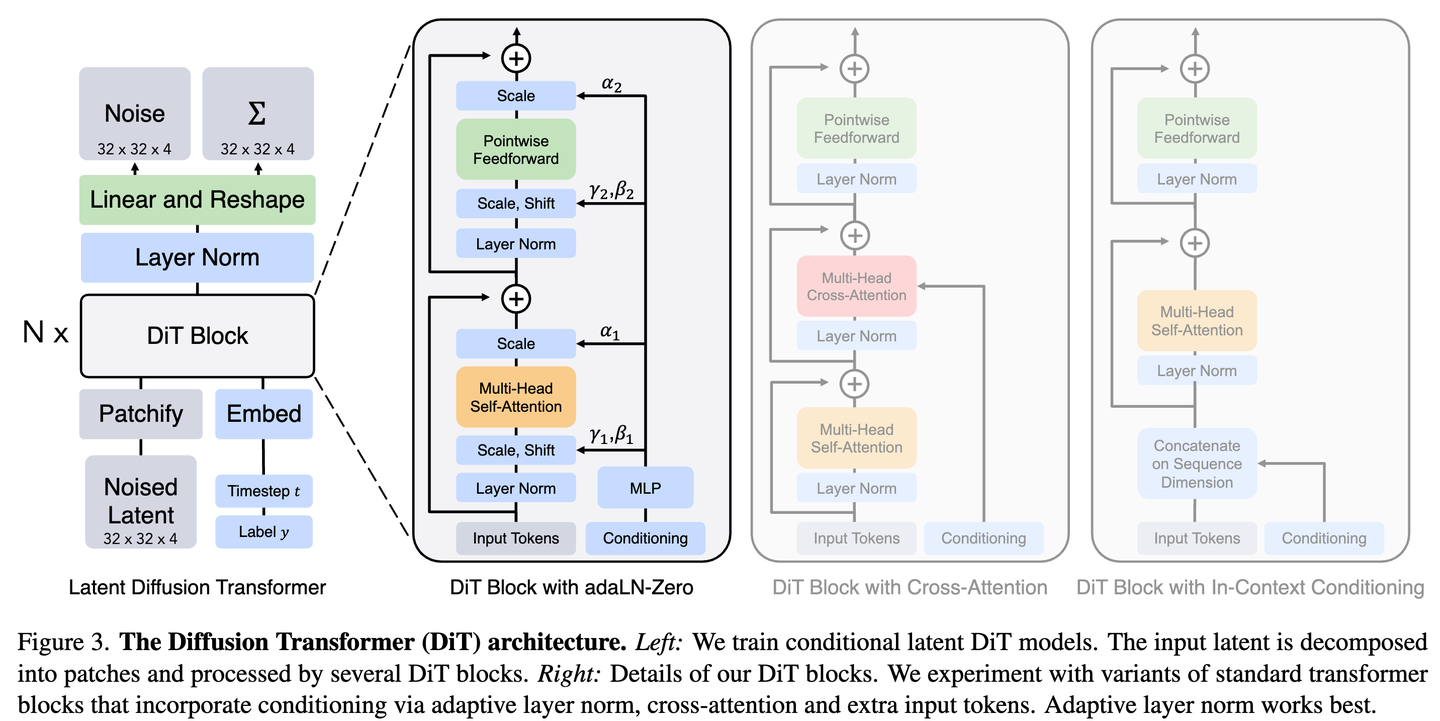 Noise
32 x 32 x 4
Σ
32 x 32 x 4
Linear and Reshape
Layer Norm
N x
DiT Block
Patchify
Embed
Noised
Latent
32 x 32 x 4
Timestep t
Label y
Latent Diffusion Transformer
Scale
α₂
Pointwise
Feedforward
Scale, Shift
γ₂,β₂
Layer Norm
Scale
α₁
Multi-Head
Self-Attention
Scale, Shift
γ₁,β₁
Layer Norm
MLP
Input Tokens
Conditioning
DiT Block with adaLN-Zero
Pointwise
Feedforward
Layer Norm
Multi-Head
Cross-Attention
Layer Norm
Multi-Head
Self-Attention
Layer Norm
Input Tokens
Conditioning
DiT Block with Cross-Attention
Pointwise
Feedforward
Layer Norm
Multi-Head
Self-Attention
Layer Norm
Concatenate
on Sequence
Dimension
Input Tokens
Conditioning
DiT Block with In-Context Conditioning
Figure 3. The Diffusion Transformer (DiT) architecture. Left: We train conditional latent DiT models. The input latent is decomposed
into patches and processed by several DiT blocks. Right: Details of our DiT blocks. We experiment with variants of standard transformer
blocks that incorporate conditioning via adaptive layer norm, cross-attention and extra input tokens. Adaptive layer norm works best.